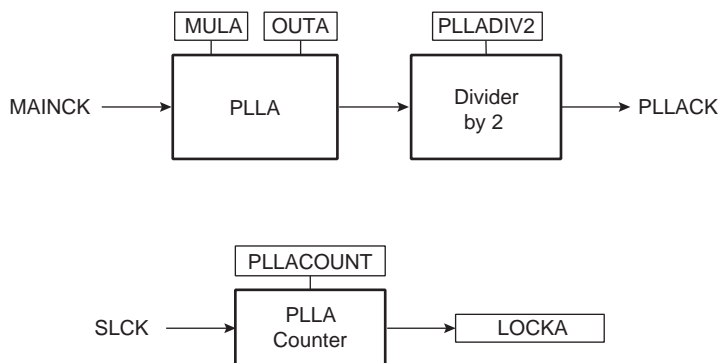 MULA OUTA PLLADIV2
MAINCK PLLA Divider
by 2 PLLACK
PLLACOUNT
SLCK PLLA
Counter LOCKA